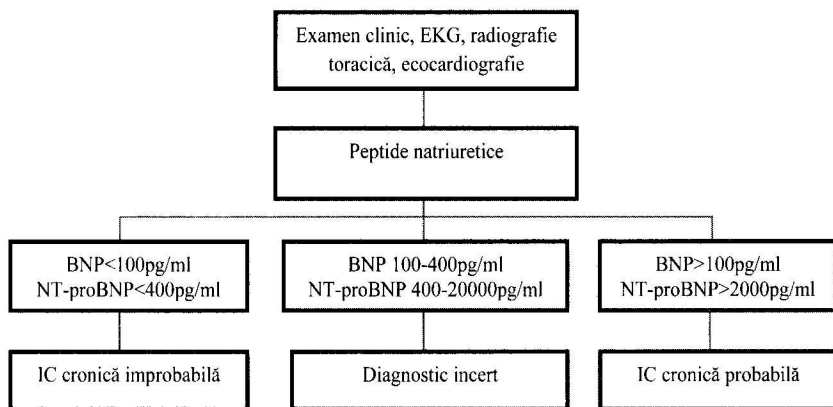 Examen clinic, EKG, radiografie
toracică, ecocardiografie
Peptide natriuretice
BNP<100pg/ml
NT-proBNP<400pg/ml
BNP 100-400pg/ml
NT-proBNP 400-20000pg/ml
BNP>100pg/ml
NT-proBNP>2000pg/ml
IC cronică improbabilă
Diagnostic incert
IC cronică probabilă